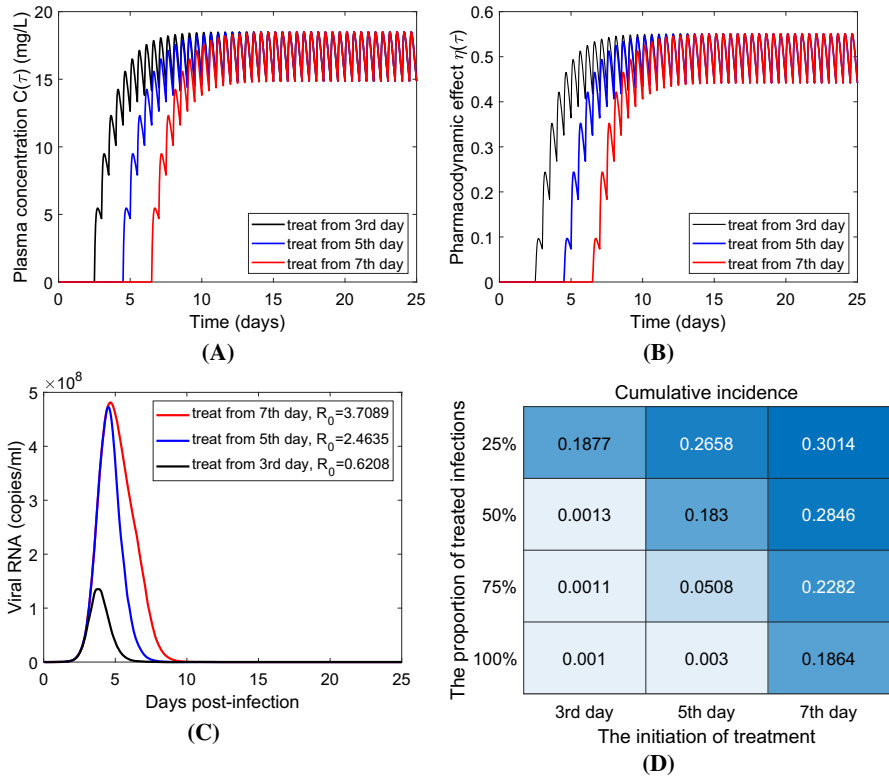 Plasma concentration C(τ) (mg/L)
20
15
10
5
0
treat from 3rd day
treat from 5th day
treat from 7th day
0 5 10 15 20 25
Time (days)
(A)
Pharmacodynamic effect η(τ)
0.6
0.5
0.4
0.3
0.2
0.1
0
treat from 3rd day
treat from 5th day
treat from 7th day
0 5 10 15 20 25
Time (days)
(B)
Viral RNA (copies/ml)
×10^8
5
4
3
2
1
0
treat from 7th day, R_0=3.7089
treat from 5th day, R_0=2.4635
treat from 3rd day, R_0=0.6208
0 5 10 15 20 25
Days post-infection
(C)
Cumulative incidence
The proportion of treated infections
25% 0.1877 0.2658 0.3014
50% 0.0013 0.183 0.2846
75% 0.0011 0.0508 0.2282
100% 0.001 0.003 0.1864
3rd day 5th day 7th day
The initiation of treatment
(D)